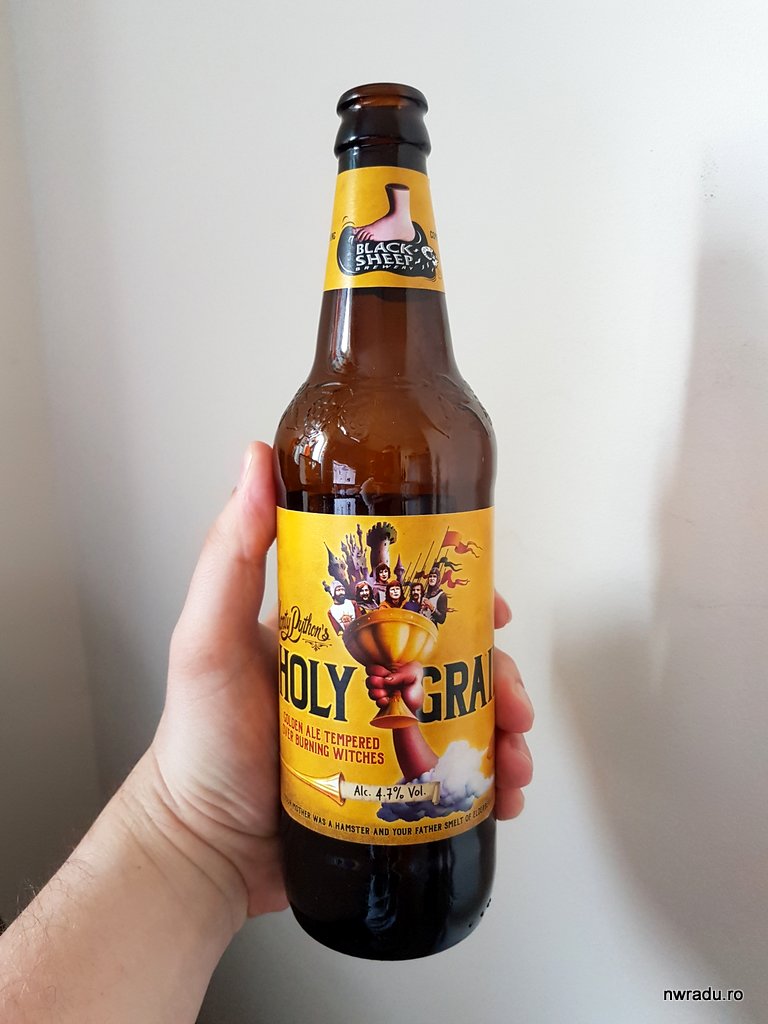 BLACK
SHEEP
BREWERY
Python's
HOLY GRAI
GOLDEN ALE TEMPERED
OVER BURNING WITCHES
Alc. 4.7% Vol.
MOTHER WAS A HAMSTER AND YOUR FATHER SMELT OF
nwradu.ro